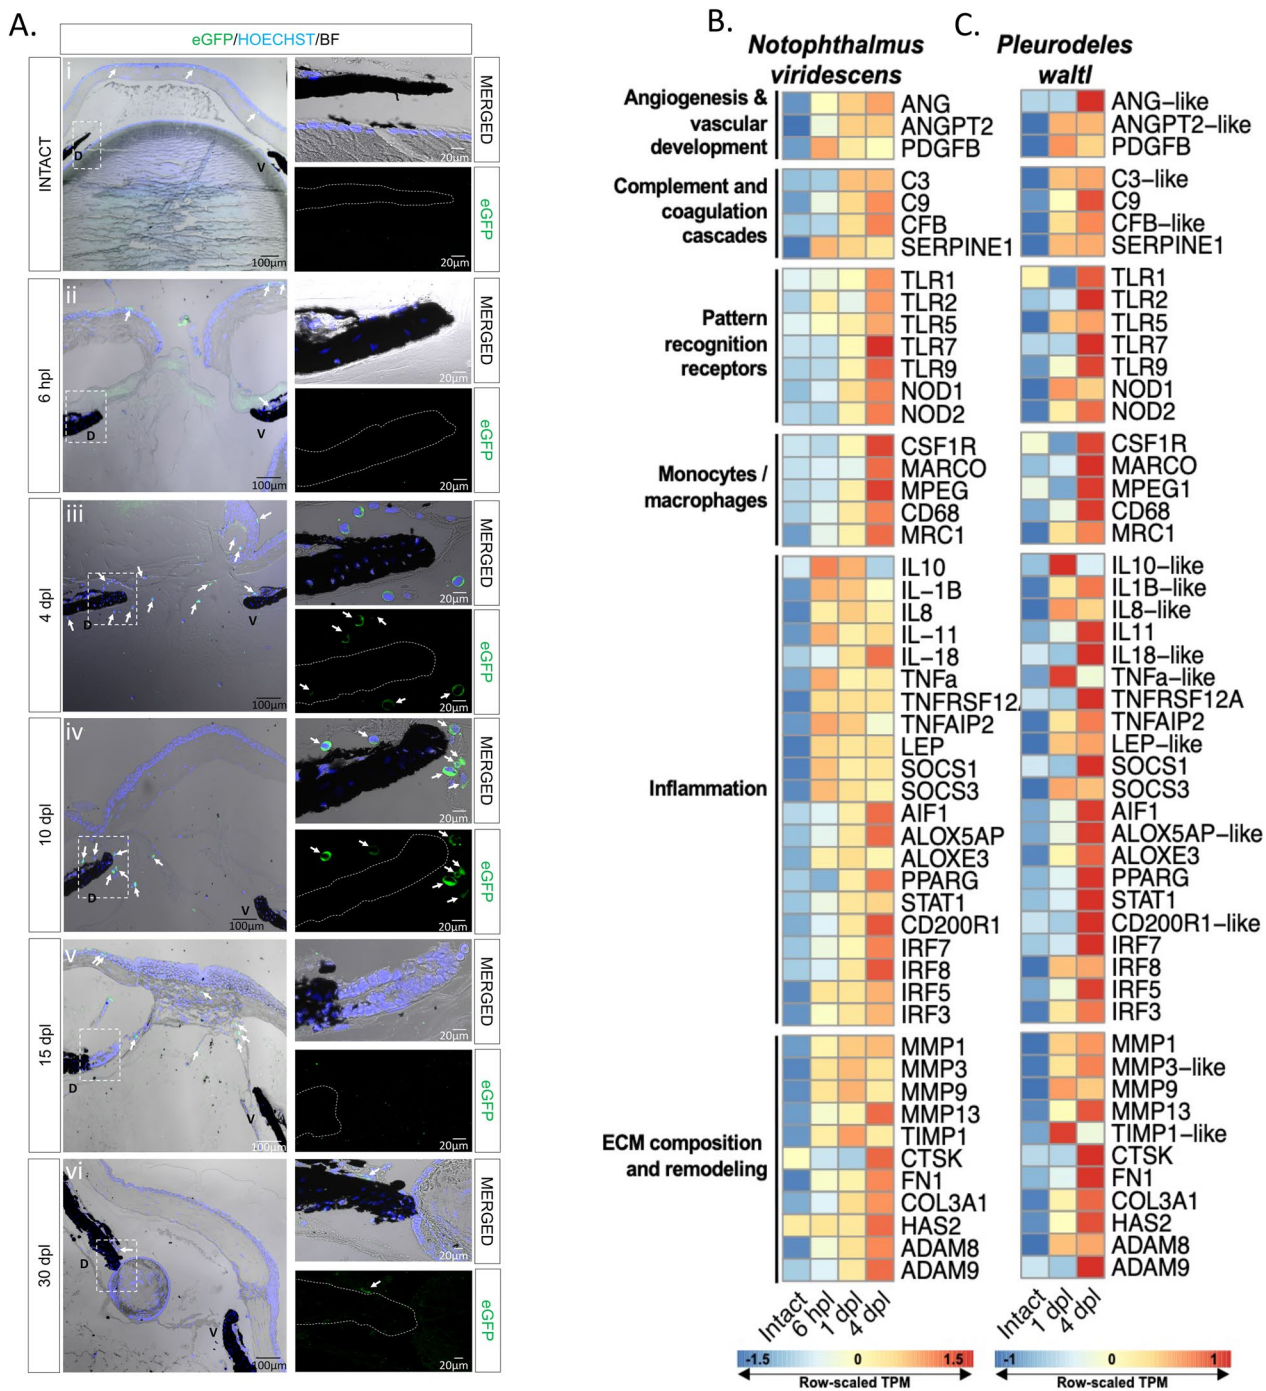 A.
eGFP/HOECHST/BF
INTACT
i
D
V
100µm
MERGED
20µm
eGFP
20µm
6 hpl
ii
D
V
100µm
MERGED
20µm
eGFP
20µm
4 dpl
iii
D
V
100µm
MERGED
20µm
eGFP
20µm
10 dpl
iv
D
V
100µm
MERGED
20µm
eGFP
20µm
15 dpl
v
D
V
100µm
MERGED
20µm
eGFP
20µm
30 dpl
vi
D
V
100µm
MERGED
20µm
eGFP
20µm
B.
Notophthalmus
viridescens
Angiogenesis &
vascular
development
ANG
ANGPT2
PDGFB
Complement and
coagulation
cascades
C3
C9
CFB
SERPINE1
Pattern
recognition
receptors
TLR1
TLR2
TLR5
TLR7
TLR9
NOD1
NOD2
Monocytes /
macrophages
CSF1R
MARCO
MPEG
CD68
MRC1
Inflammation
IL10
IL-1B
IL8
IL-11
IL-18
TNFa
TNFRSF12
TNFAIP2
LEP
SOCS1
SOCS3
AIF1
ALOX5AP
ALOXE3
PPARG
STAT1
CD200R1
IRF7
IRF8
IRF5
IRF3
ECM composition
and remodeling
MMP1
MMP3
MMP9
MMP13
TIMP1
CTSK
FN1
COL3A1
HAS2
ADAM8
ADAM9
Intact
6 hpl
1 dpl
4 dpl
-1.5 0 1.5
Row-scaled TPM
C.
Pleurodeles
waltl
ANG-like
ANGPT2-like
PDGFB
C3-like
C9
CFB-like
SERPINE1
TLR1
TLR2
TLR5
TLR7
TLR9
NOD1
NOD2
CSF1R
MARCO
MPEG1
CD68
MRC1
IL10-like
IL1B-like
IL8-like
IL11
IL18-like
TNFa-like
TNFRSF12A
TNFAIP2
LEP-like
SOCS1
SOCS3
AIF1
ALOX5AP-like
ALOXE3
PPARG
STAT1
CD200R1-like
IRF7
IRF8
IRF5
IRF3
MMP1
MMP3-like
MMP9
MMP13
TIMP1-like
CTSK
FN1
COL3A1
HAS2
ADAM8
ADAM9
Intact
1 dpl
4 dpl
-1 0 1
Row-scaled TPM